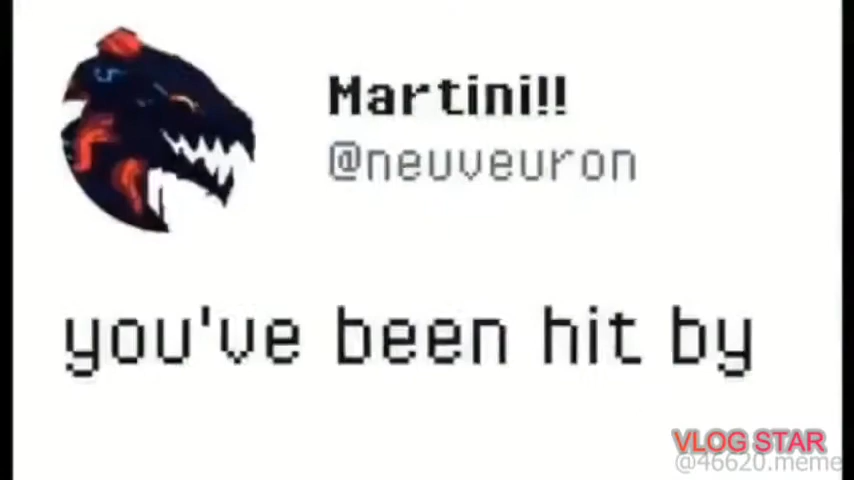 Martini!!
@neuveuron
you've been hit by
VLOG STAR
@46620.meme